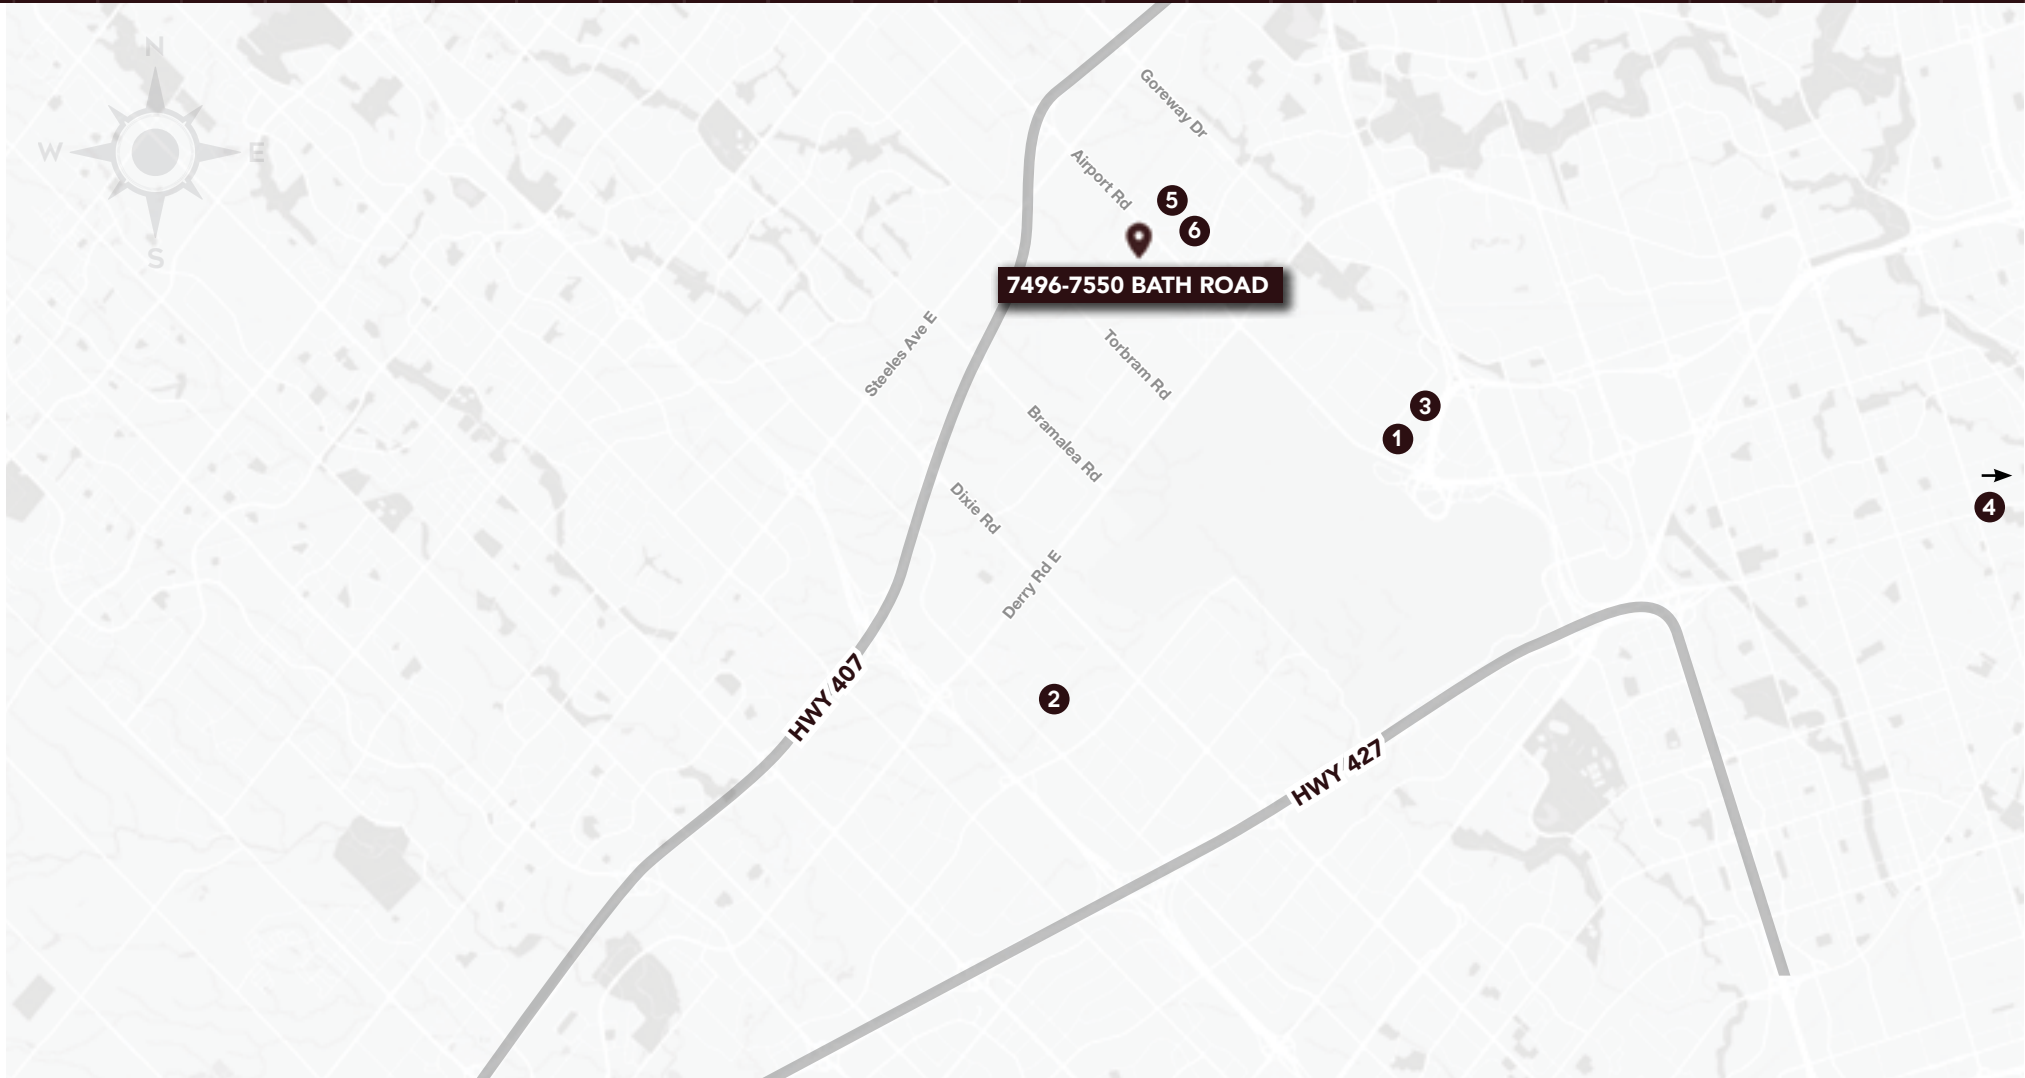 N
W
E
S
Goreway Dr
Airport Rd
5
6
7496-7550 BATH ROAD
Steeles Ave E
Torbram Rd
3
1
Bramalea Rd
4
Dixie Rd
Derry Rd E
HWY 407
2
HWY 427